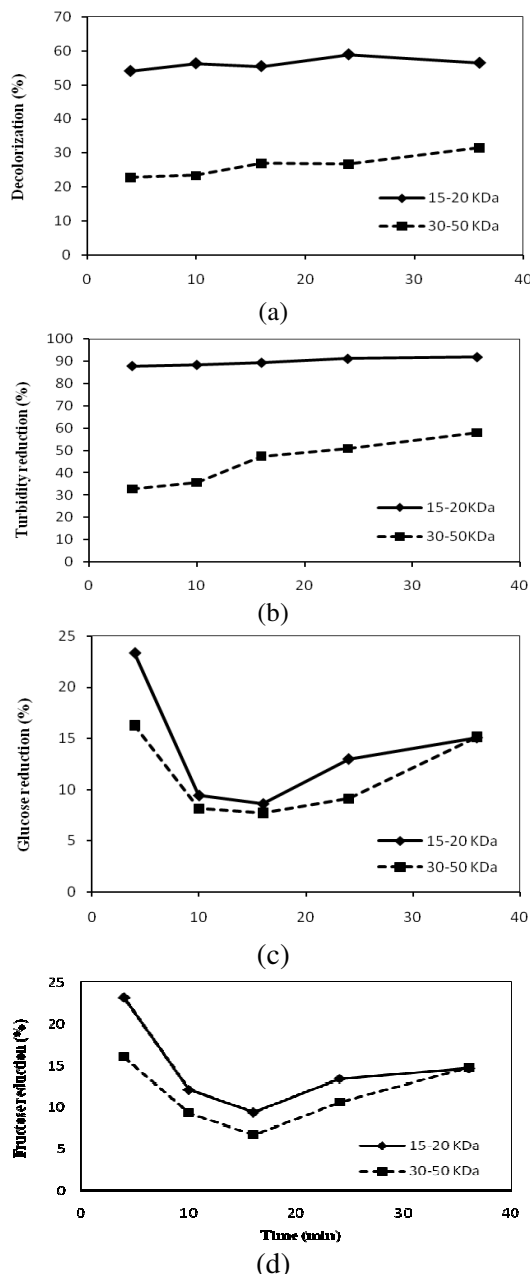 Decolorization (%)
70
60
50
40
30
20
10
0
15-20 KDa
30-50 KDa
0 10 20 30 40
(a)
Turbidity reduction (%)
100
90
80
70
60
50
40
30
20
10
0
15-20KDa
30-50KDa
0 10 20 30 40
(b)
Glucose reduction (%)
25
20
15
10
5
0
15-20 KDa
30-50 KDa
0 10 20 30 40
(c)
Fructose reduction (%)
25
20
15
10
5
0
15-20 KDa
30-50 KDa
0 10 20 30 40
Time (min)
(d)